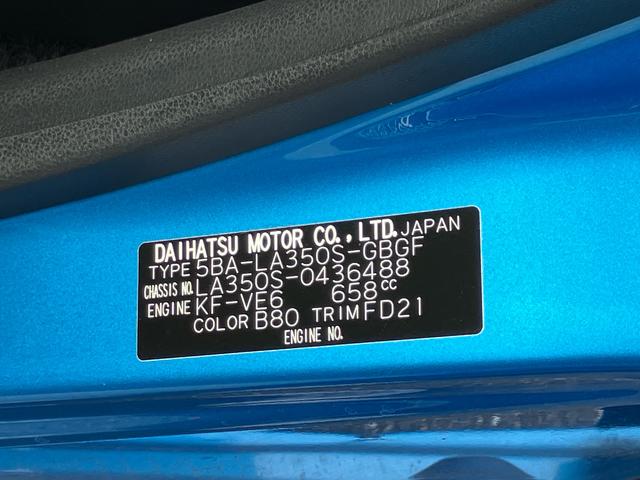 DAIHATSU MOTOR CO., LTD. JAPAN
TYPE 5BA-LA350S-GBGF
CHASSIS NO. LA350S-0436488
ENGINE KF-VE6 658cc
COLOR B80 TRIM FD21
ENGINE NO.